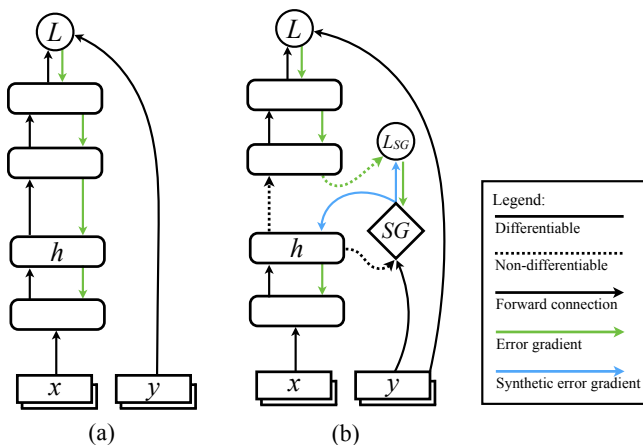 L
h
x
y
(a)
L
L_SG
SG
h
x
y
(b)
Legend:
Differentiable
Non-differentiable
Forward connection
Error gradient
Synthetic error gradient